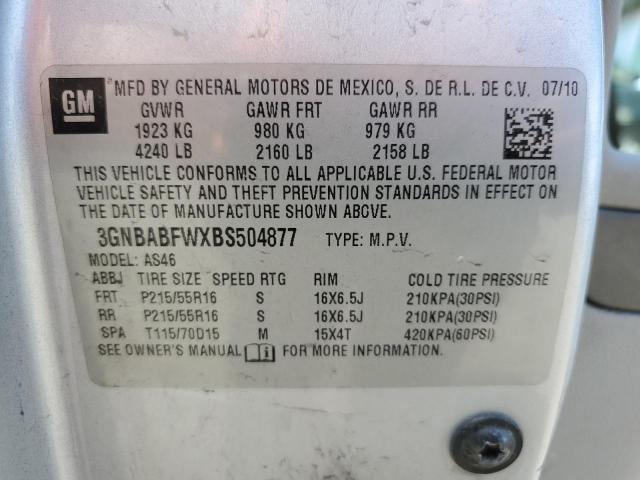 GM
*MFD BY GENERAL MOTORS DE MEXICO, S. DE R.L. DE C.V. 07/10
GVWR GAWR FRT GAWR RR
1923 KG 980 KG 979 KG
4240 LB 2160 LB 2158 LB
THIS VEHICLE CONFORMS TO ALL APPLICABLE U.S. FEDERAL MOTOR
VEHICLE SAFETY AND THEFT PREVENTION STANDARDS IN EFFECT ON
THE DATE OF MANUFACTURE SHOWN ABOVE.
3GNBABFWXBS504877 TYPE: M.P.V.
MODEL: AS46
ABBJ TIRE SIZE SPEED RTG RIM COLD TIRE PRESSURE
FRT P215/55R16 S 16X6.5J 210KPA(30PSI)
RR P215/55R16 S 16X6.5J 210KPA(30PSI)
SPA T115/70D15 M 15X4T 420KPA(60PSI)
SEE OWNER'S MANUAL FOR MORE INFORMATION.